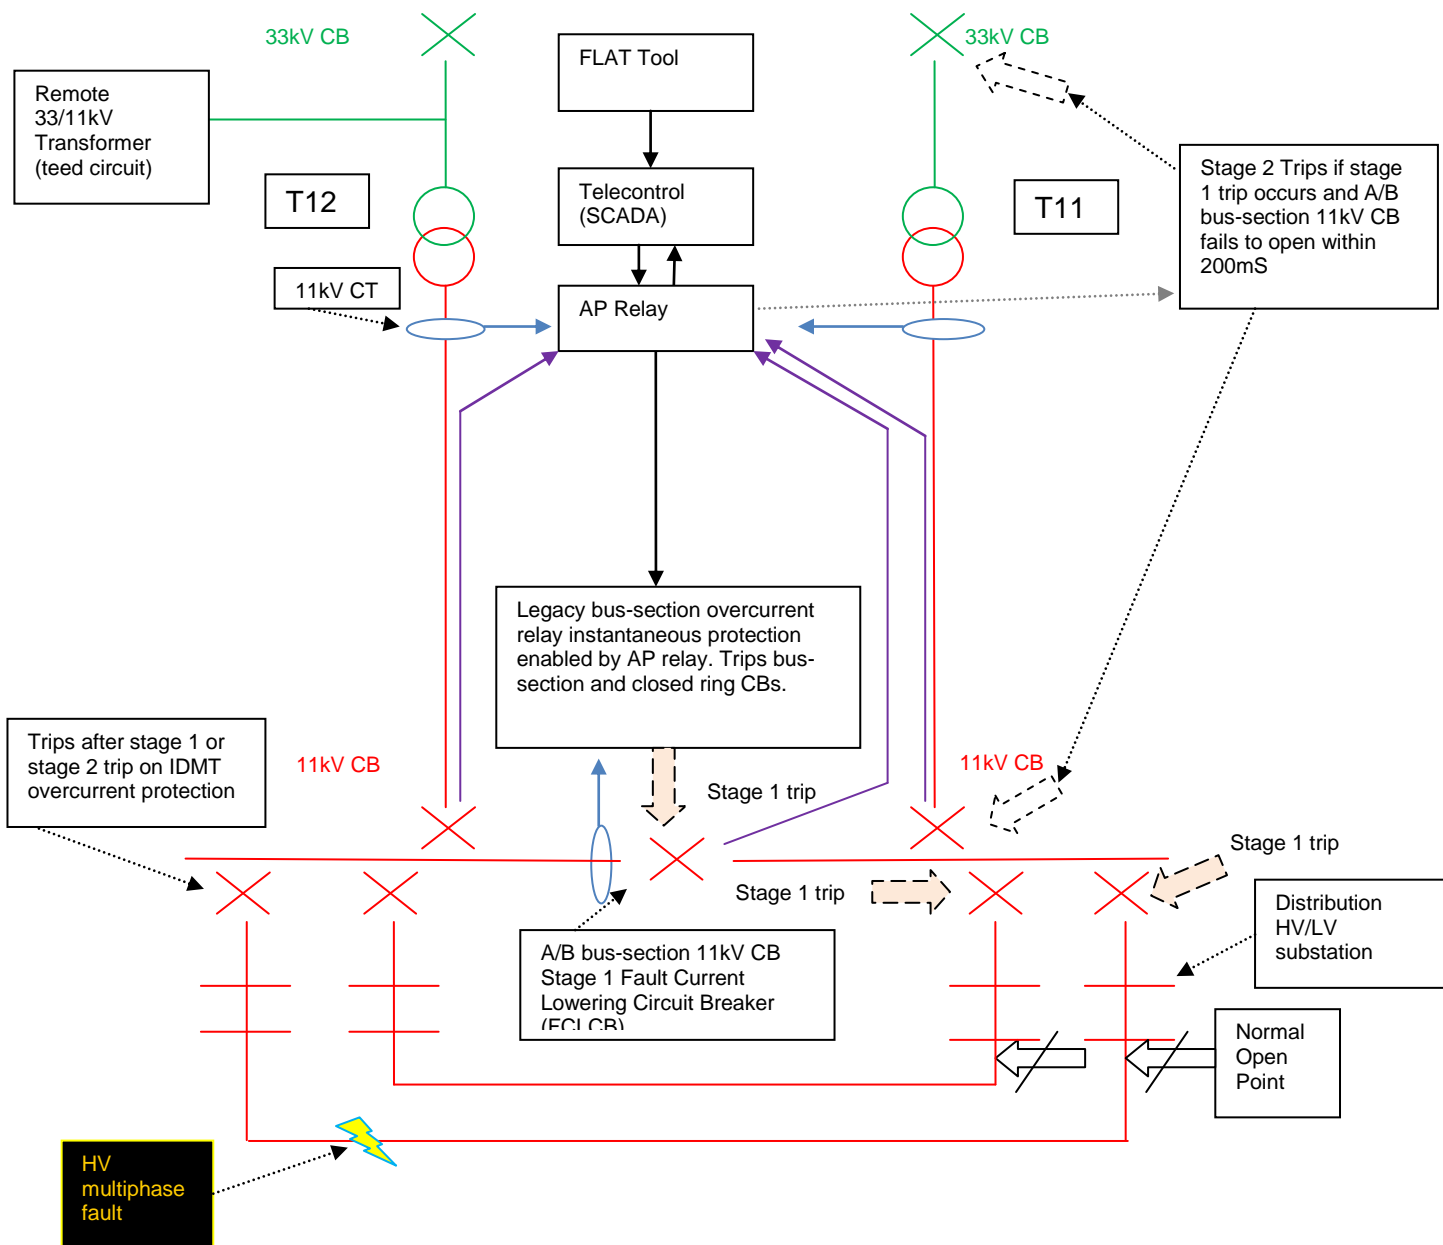 33kV CB
33kV CB
FLAT Tool
Remote
33/11kV
Transformer
(teed circuit)
T12
Telecontrol
(SCADA)
T11
Stage 2 Trips if stage
1 trip occurs and A/B
bus-section 11kV CB
fails to open within
200mS
11kV CT
AP Relay
Legacy bus-section overcurrent
relay instantaneous protection
enabled by AP relay. Trips bus-
section and closed ring CBs.
Trips after stage 1 or
stage 2 trip on IDMT
overcurrent protection
11kV CB
Stage 1 trip
11kV CB
Stage 1 trip
Stage 1 trip
Distribution
HV/LV
substation
A/B bus-section 11kV CB
Stage 1 Fault Current
Lowering Circuit Breaker
(FCLCB)
Normal
Open
Point
HV
multiphase
fault